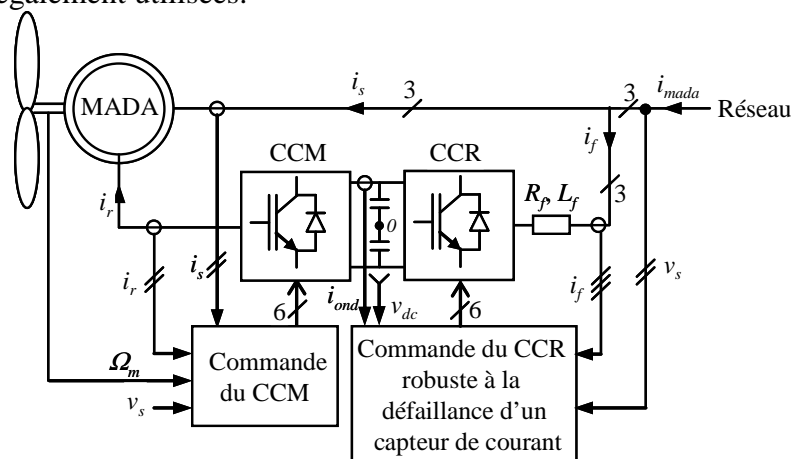 également utilisées.
MADA
i_s
3
3
i_mada
Réseau
i_f
CCM
CCR
R_f, L_f
3
i_r
0
i_r
i_s
i_ond
v_dc
i_f
v_s
6
6
Ω_m
v_s
Commande
du CCM
Commande du CCR
robuste à la
défaillance d'un
capteur de courant